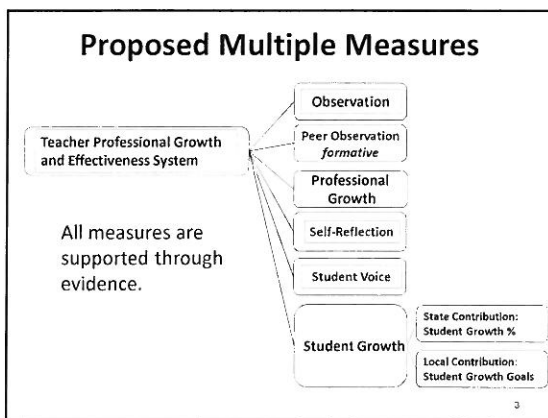 Proposed Multiple Measures
Teacher Professional Growth
and Effectiveness System
All measures are
supported through
evidence.
Observation
Peer Observation
formative
Professional
Growth
Self-Reflection
Student Voice
Student Growth
State Contribution:
Student Growth %
Local Contribution:
Student Growth Goals
3